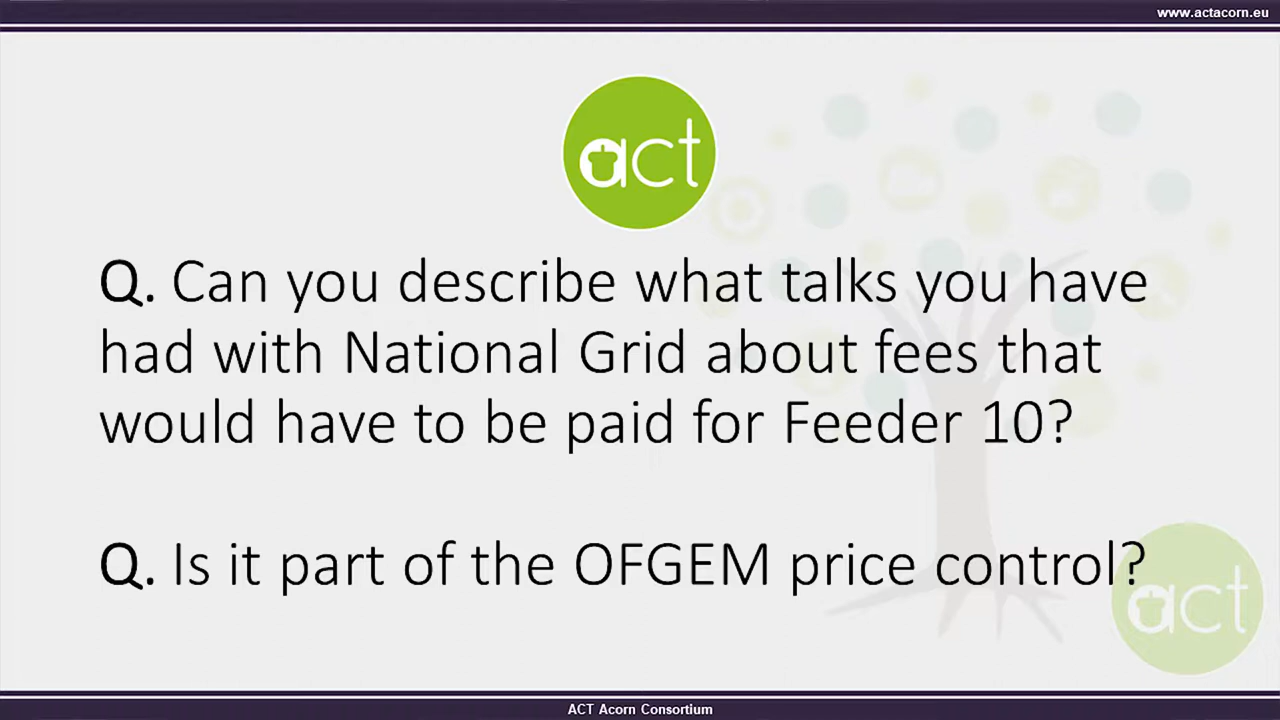 www.actacorn.eu
act
Q. Can you describe what talks you have
had with National Grid about fees that
would have to be paid for Feeder 10?
Q. Is it part of the OFGEM price control?
act
ACT Acorn Consortium